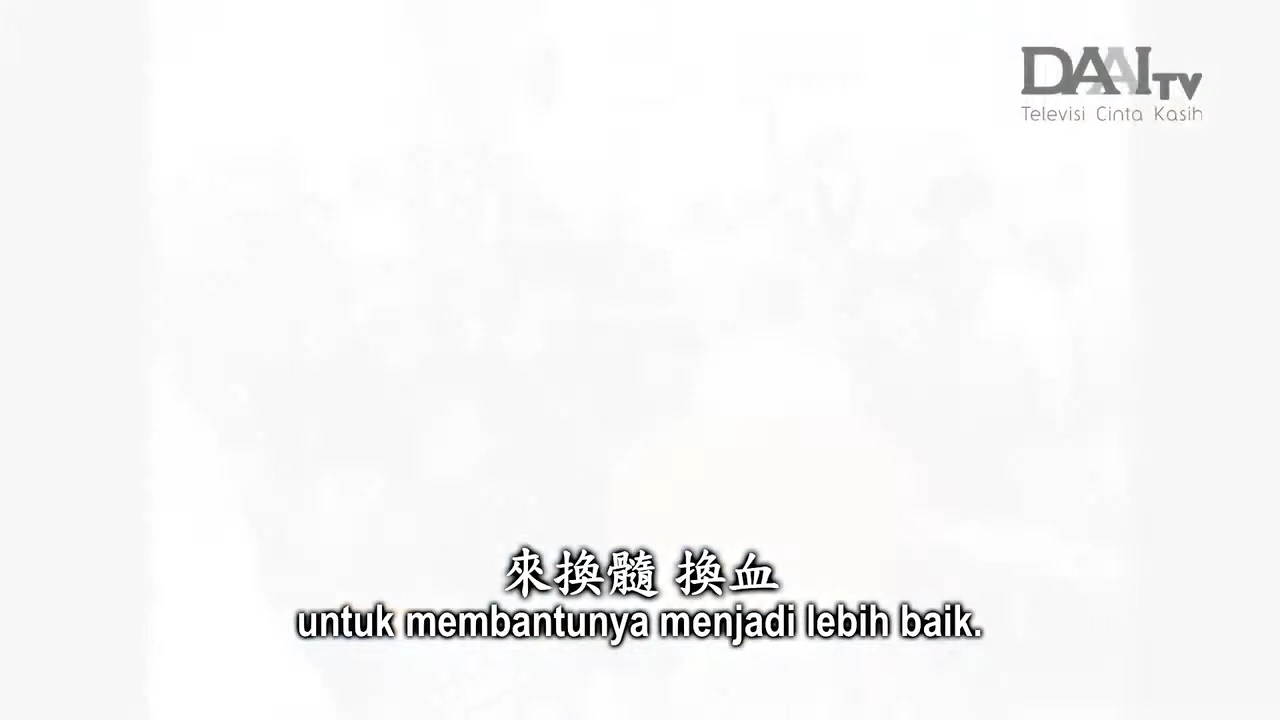 DAAI TV
Televisi Cinta Kasih
來換髓 換血
untuk membantunya menjadi lebih baik.